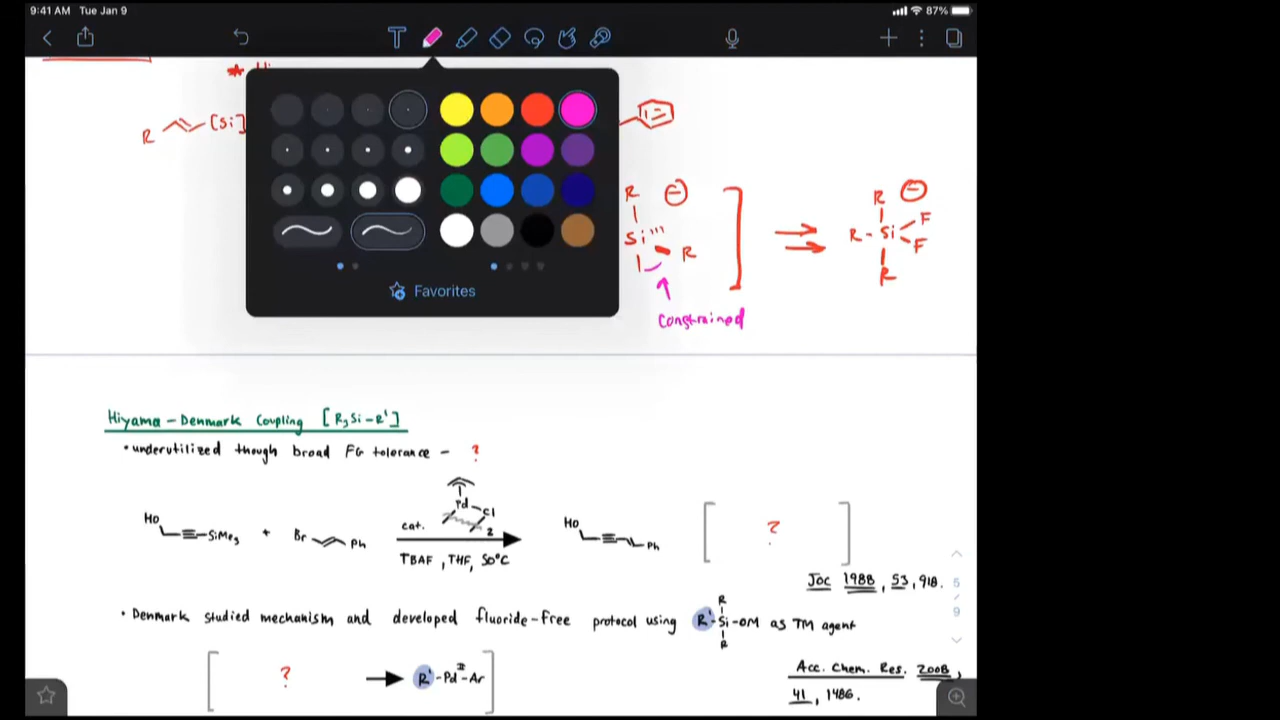 9:41 AM Tue Jan 9
87%
T
R [Si]
R ⊖
Si
R
R ⊖
R-Si F
F
R
constrained
Favorites
Hiyama-Denmark Coupling [R3Si-R']
• underutilized though broad FG tolerance - ?
HO SiMe3 + Br Ph
cat. Pd Cl 2
TBAF, THF, 50°C
HO Ph
[ ? ]
JOC 1988, 53, 918.
5
9
• Denmark studied mechanism and developed fluoride-free protocol using R'-Si-OM as TM agent
R
R
[ ? → R'-PdII-Ar ]
Acc. Chem. Res. 2008,
41, 1486.